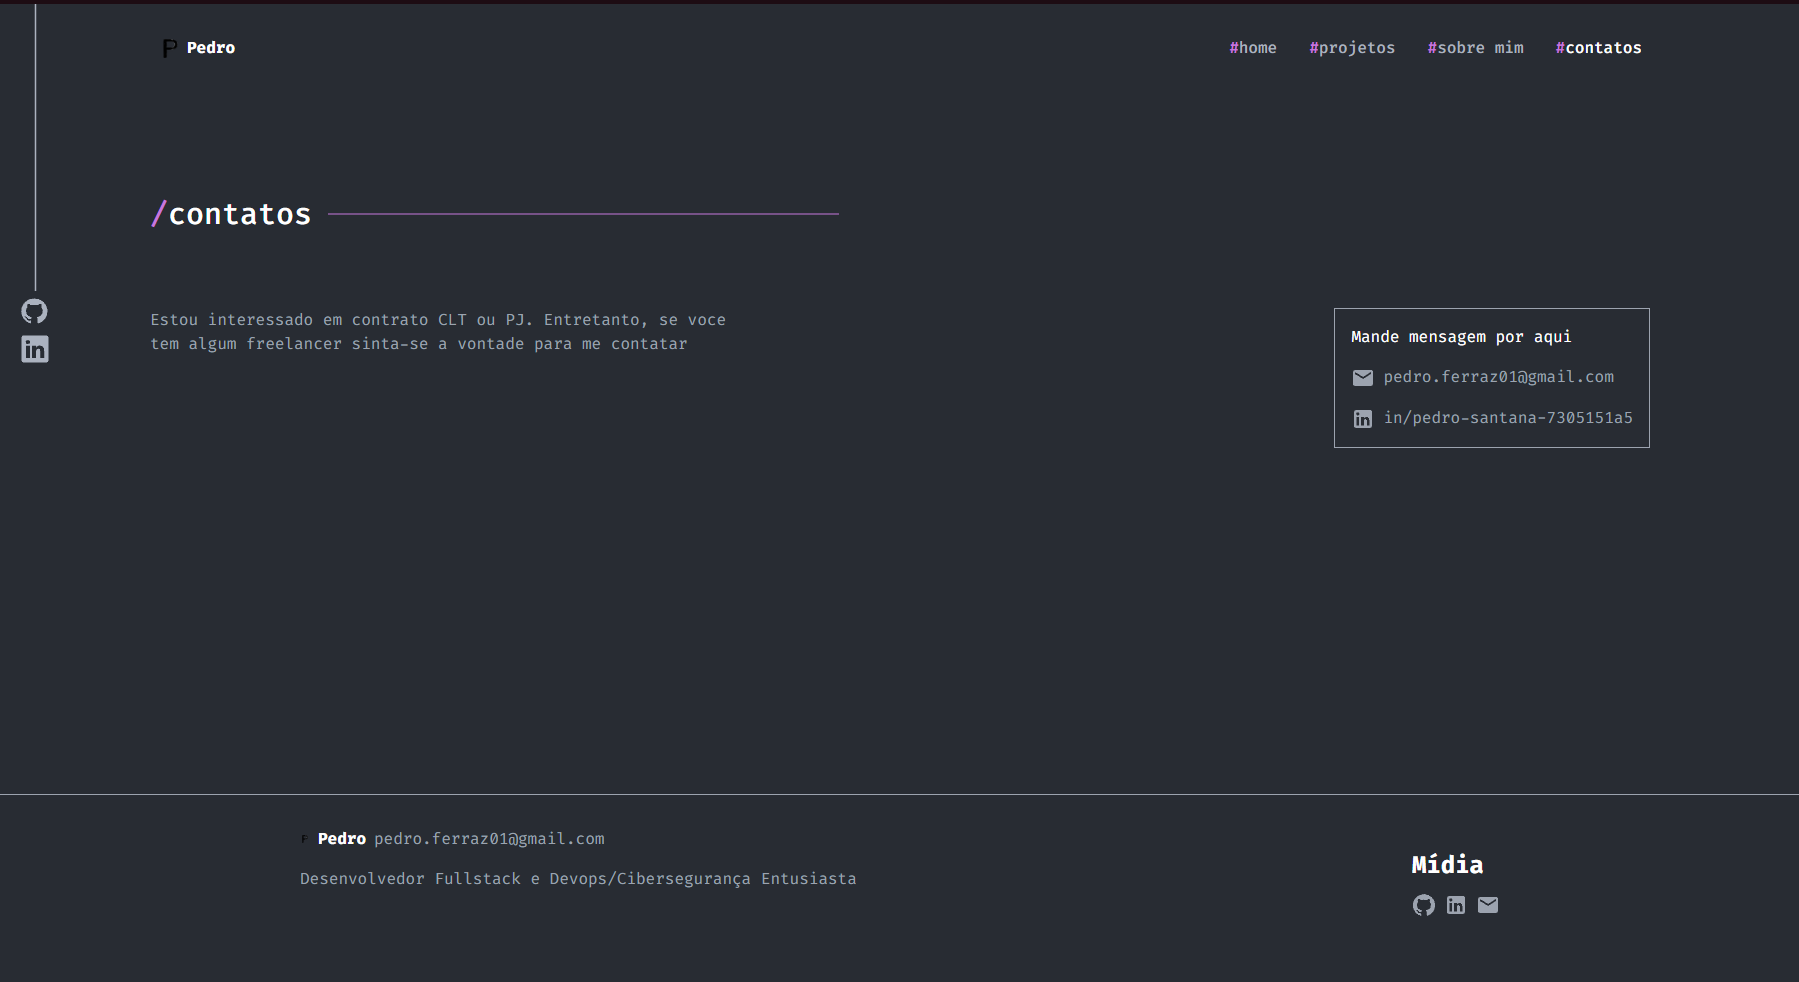 P Pedro
#home #projetos #sobre mim #contatos
/contatos
Estou interessado em contrato CLT ou PJ. Entretanto, se voce
tem algum freelancer sinta-se a vontade para me contatar
Mande mensagem por aqui
pedro.ferraz01@gmail.com
in/pedro-santana-7305151a5
Pedro pedro.ferraz01@gmail.com
Desenvolvedor Fullstack e Devops/Cibersegurança Entusiasta
Mídia